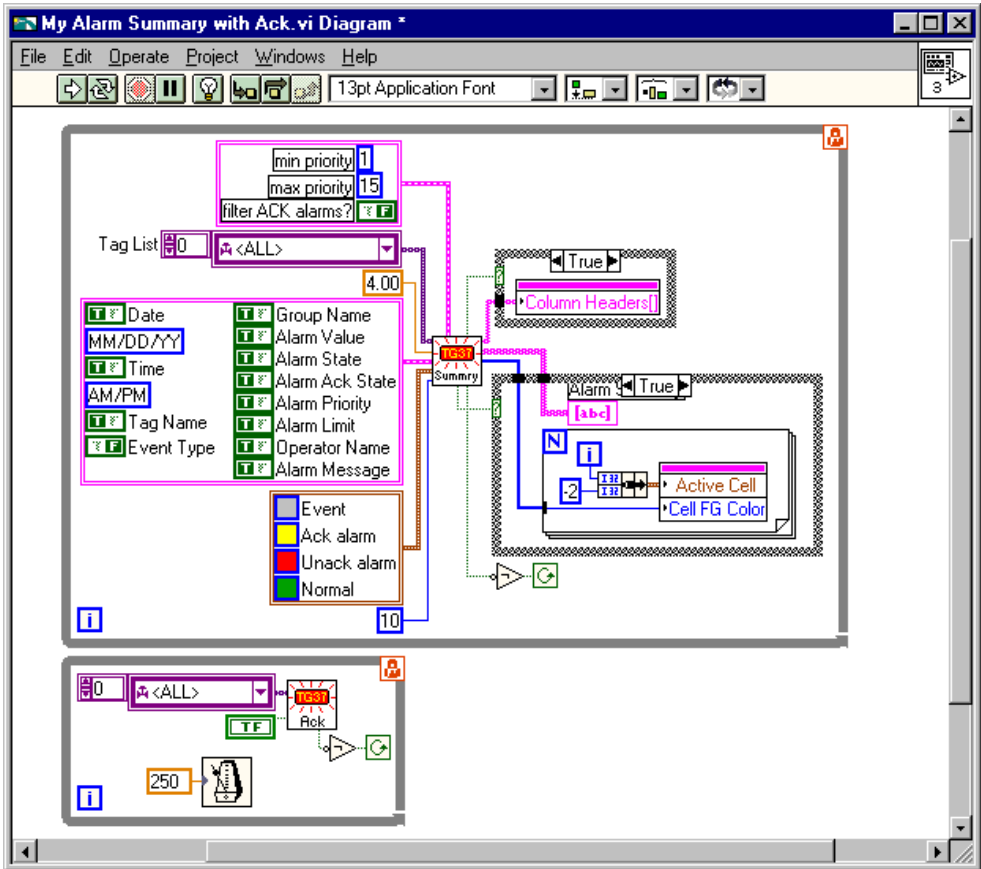 My Alarm Summary with Ack.vi Diagram *
File Edit Operate Project Windows Help
13pt Application Font
3
min priority 1
max priority 15
filter ACK alarms? F
Tag List 0 <ALL>
4.00
True
?
Column Headers[]
T Date
MM/DD/YY
T Time
AM/PM
T Tag Name
F Event Type
T Group Name
T Alarm Value
T Alarm State
T Alarm Ack State
T Alarm Priority
T Alarm Limit
T Operator Name
T Alarm Message
TG37
Summry
?
Alarm
True
[abc]
N
i
I32
-2 I32
Active Cell
Cell FG Color
Event
Ack alarm
Unack alarm
Normal
10
i
0 <ALL>
TG37
Ack
TF
250
i